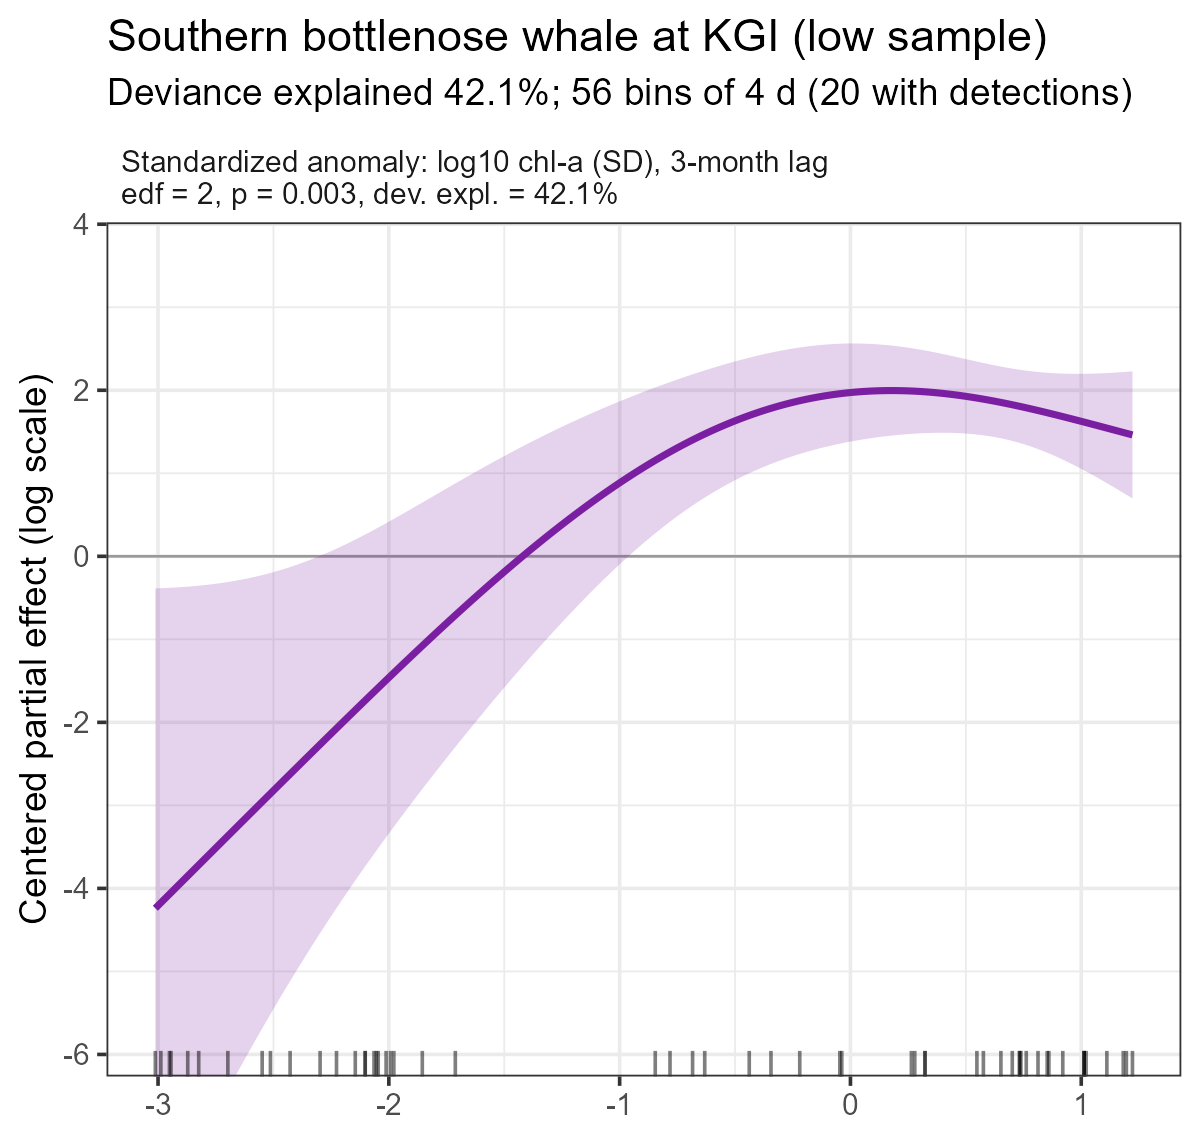 Southern bottlenose whale at KGI (low sample)
Deviance explained 42.1%; 56 bins of 4 d (20 with detections)
Standardized anomaly: log10 chl-a (SD), 3-month lag
edf = 2, p = 0.003, dev. expl. = 42.1%
Centered partial effect (log scale)
4
2
0
-2
-4
-6
-3
-2
-1
0
1